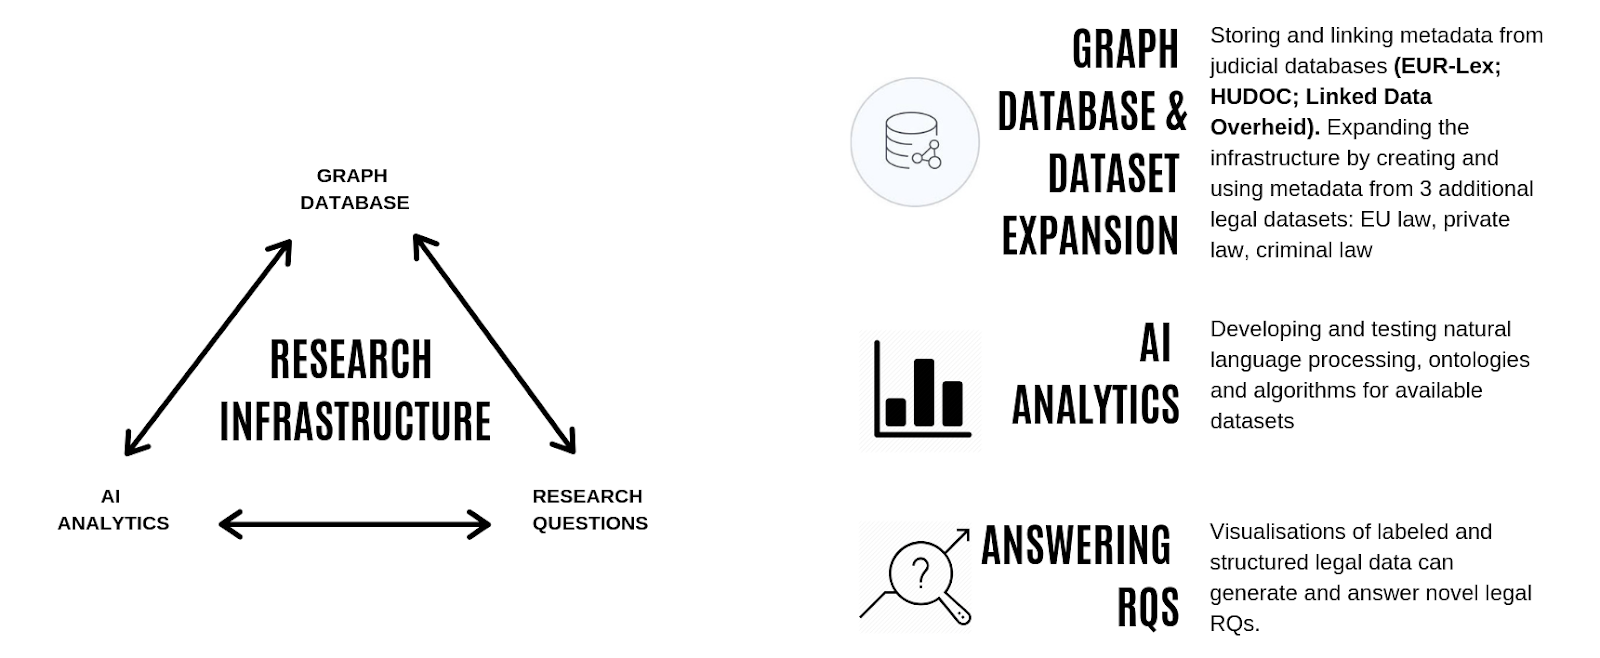 GRAPH
DATABASE
RESEARCH
INFRASTRUCTURE
AI
ANALYTICS
RESEARCH
QUESTIONS
GRAPH
DATABASE &
DATASET
EXPANSION
Storing and linking metadata from
judicial databases (EUR-Lex;
HUDOC; Linked Data
Overheid). Expanding the
infrastructure by creating and
using metadata from 3 additional
legal datasets: EU law, private
law, criminal law
AI
ANALYTICS
Developing and testing natural
language processing, ontologies
and algorithms for available
datasets
?
ANSWERING
RQS
Visualisations of labeled and
structured legal data can
generate and answer novel legal
RQs.